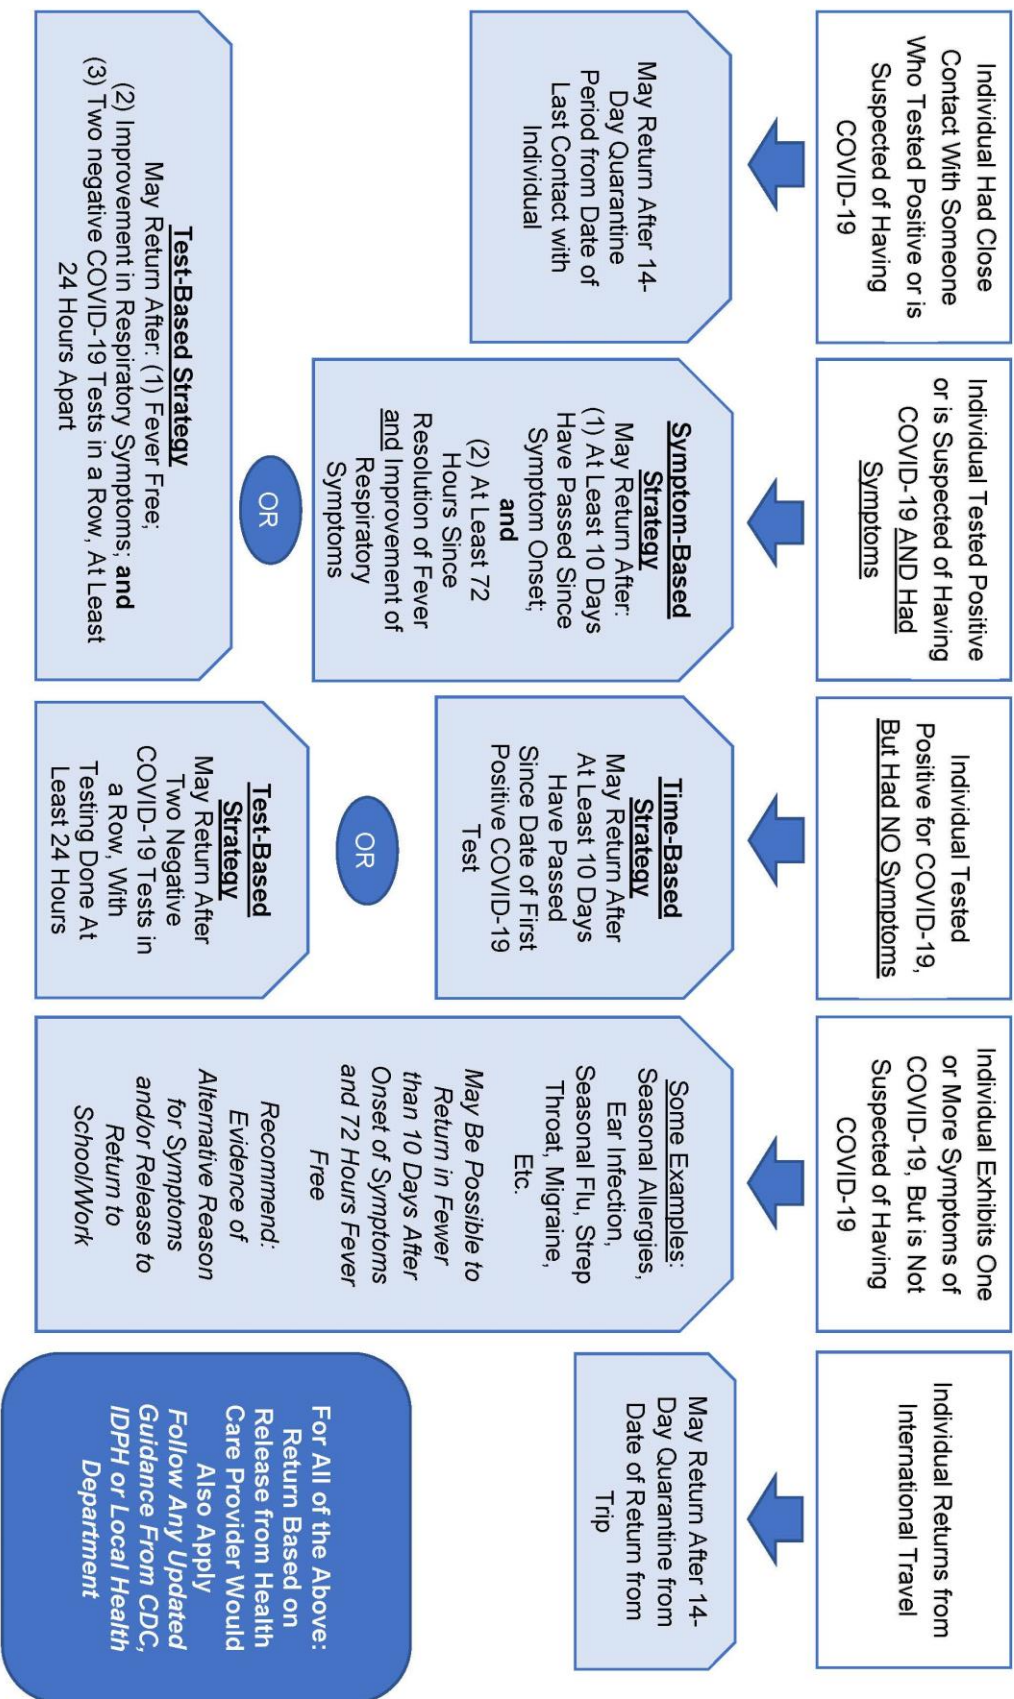 Individual Had Close
Contact With Someone
Who Tested Positive or is
Suspected of Having
COVID-19
May Return After 14-
Day Quarantine
Period from Date of
Last Contact with
Individual
Individual Tested Positive
or is Suspected of Having
COVID-19 AND Had
Symptoms
Symptom-Based
Strategy
May Return After:
(1) At Least 10 Days
Have Passed Since
Symptom Onset;
and
(2) At Least 72
Hours Since
Resolution of Fever
and Improvement of
Respiratory
Symptoms
OR
Test-Based Strategy
May Return After: (1) Fever Free;
(2) Improvement in Respiratory Symptoms; and
(3) Two negative COVID-19 Tests in a Row, At Least
24 Hours Apart
Individual Tested
Positive for COVID-19,
But Had NO Symptoms
Time-Based
Strategy
May Return After
At Least 10 Days
Have Passed
Since Date of First
Positive COVID-19
Test
OR
Test-Based
Strategy
May Return After
Two Negative
COVID-19 Tests in
a Row, With
Testing Done At
Least 24 Hours
Individual Exhibits One
or More Symptoms of
COVID-19, But is Not
Suspected of Having
COVID-19
Some Examples:
Seasonal Allergies,
Ear Infection,
Seasonal Flu, Strep
Throat, Migraine,
Etc.
May Be Possible to
Return in Fewer
than 10 Days After
Onset of Symptoms
and 72 Hours Fever
Free
Recommend:
Evidence of
Alternative Reason
for Symptoms
and/or Release to
Return to
School/Work
Individual Returns from
International Travel
May Return After 14-
Day Quarantine from
Date of Return from
Trip
For All of the Above:
Return Based on
Release from Health
Care Provider Would
Also Apply
Follow Any Updated
Guidance From CDC,
IDPH or Local Health
Department